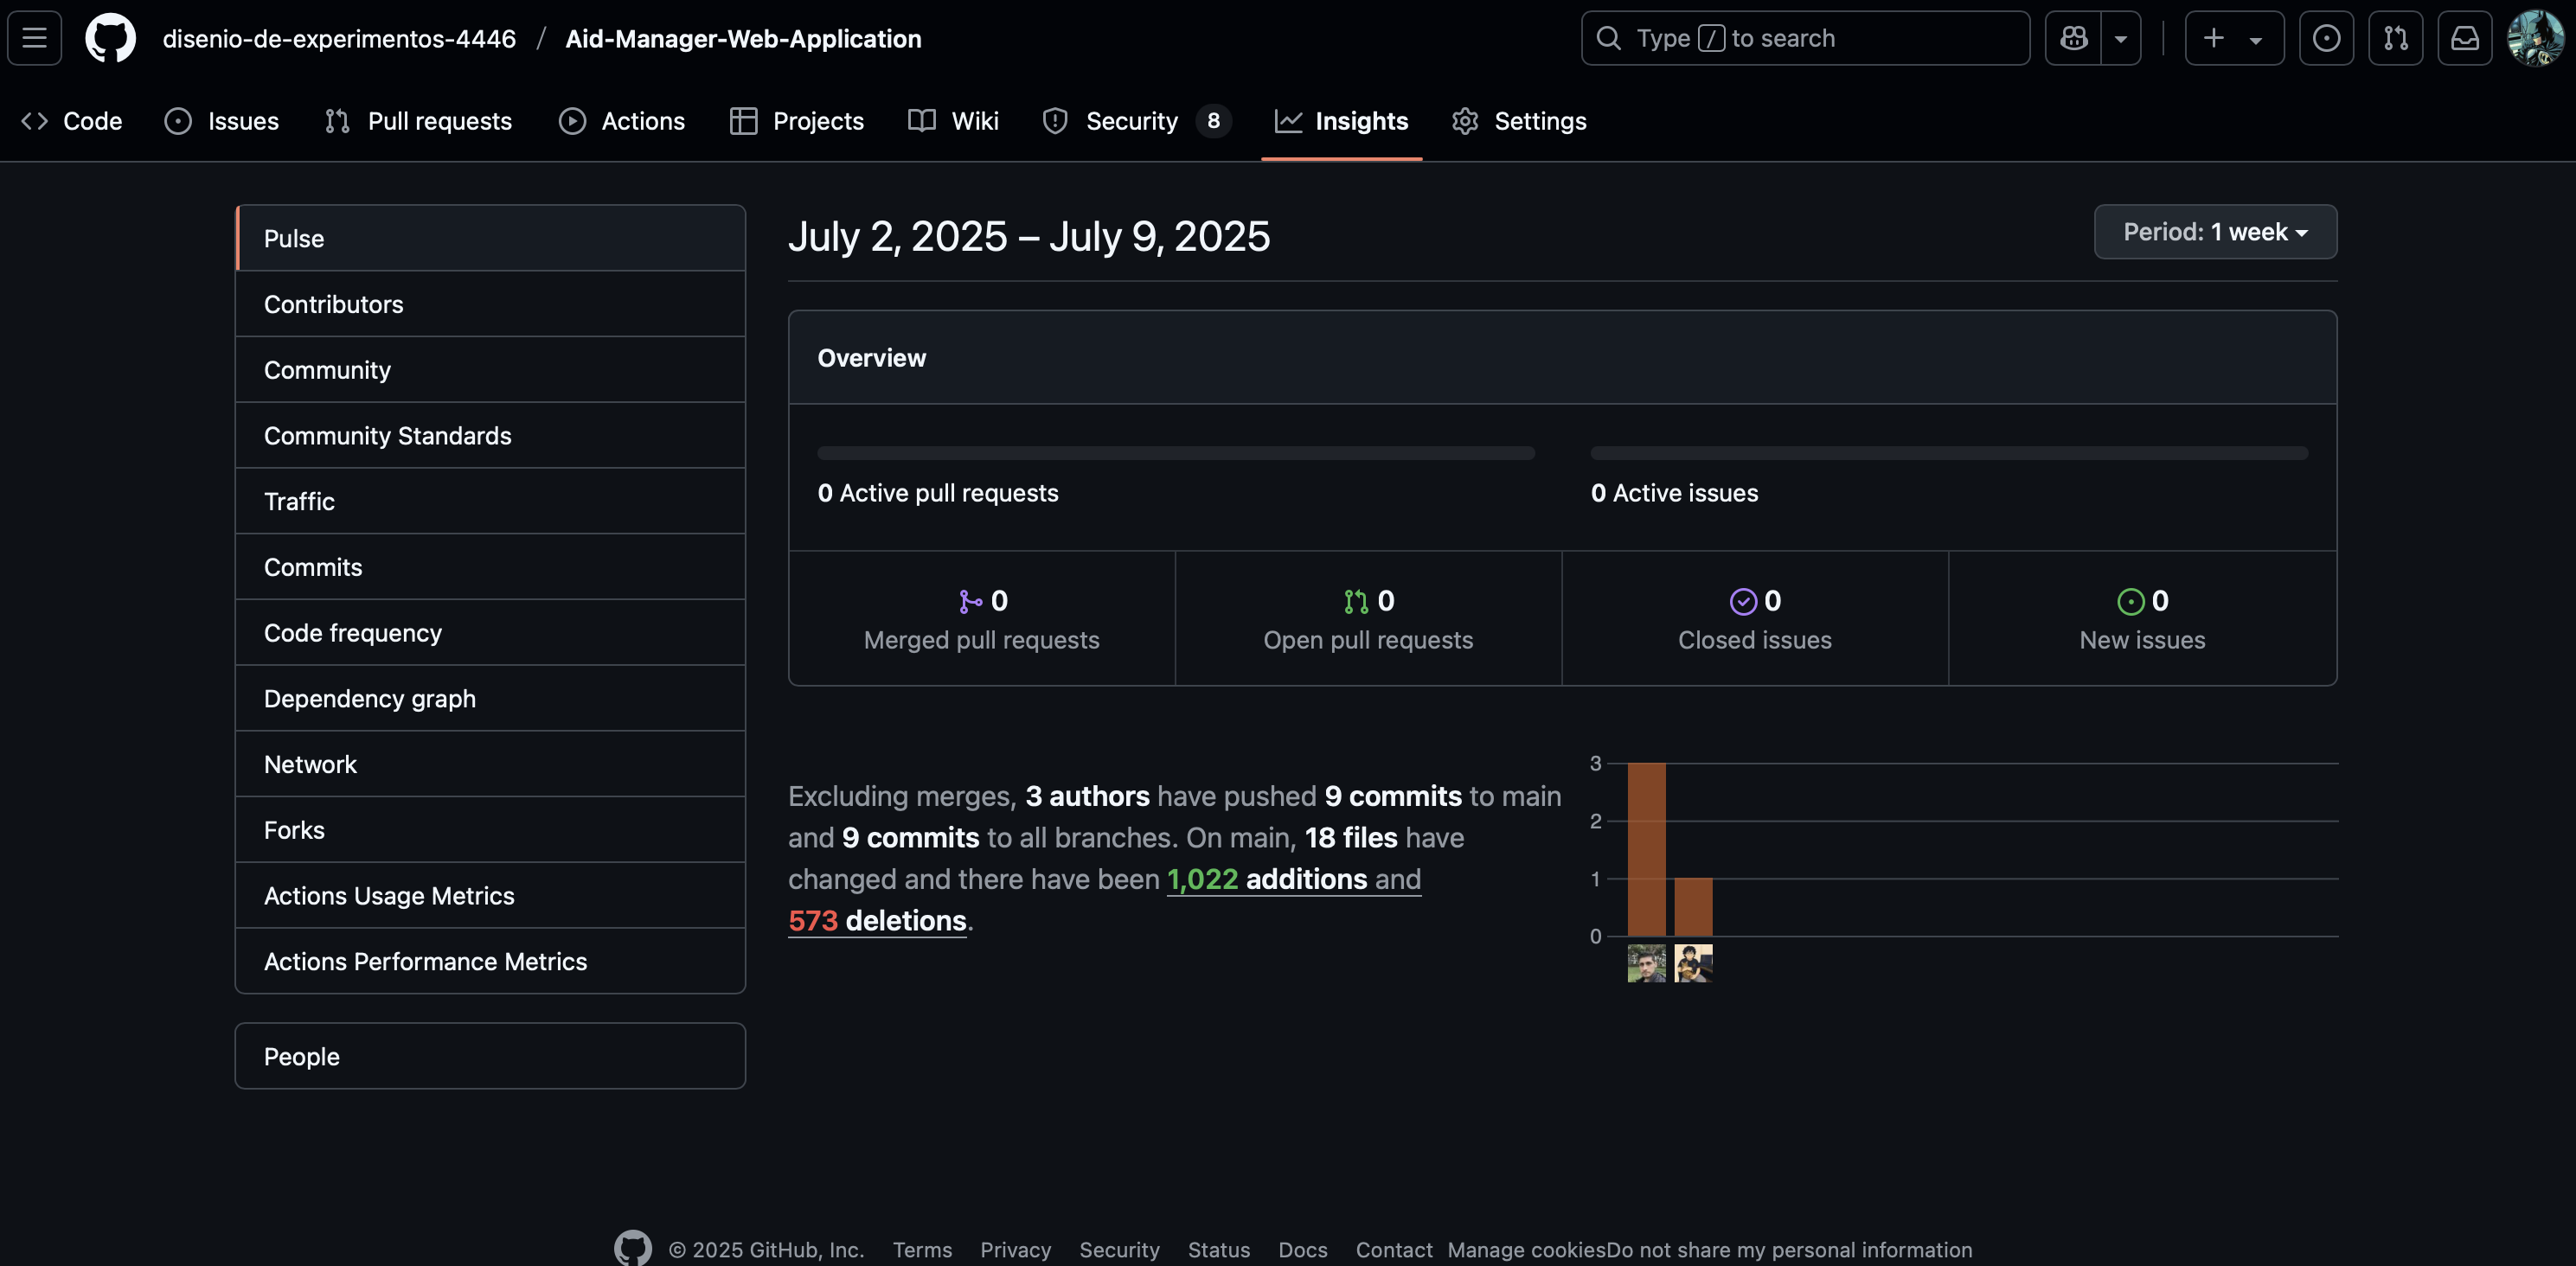 disenio-de-experimentos-4446 / Aid-Manager-Web-Application
Type / to search
Code
Issues
Pull requests
Actions
Projects
Wiki
Security 8
Insights
Settings
Pulse
Contributors
Community
Community Standards
Traffic
Commits
Code frequency
Dependency graph
Network
Forks
Actions Usage Metrics
Actions Performance Metrics
People
July 2, 2025 – July 9, 2025
Period: 1 week
Overview
0 Active pull requests
0 Active issues
0
Merged pull requests
0
Open pull requests
0
Closed issues
0
New issues
Excluding merges, 3 authors have pushed 9 commits to main
and 9 commits to all branches. On main, 18 files have
changed and there have been 1,022 additions and
573 deletions.
3
2
1
0
© 2025 GitHub, Inc.
Terms
Privacy
Security
Status
Docs
Contact
Manage cookies
Do not share my personal information